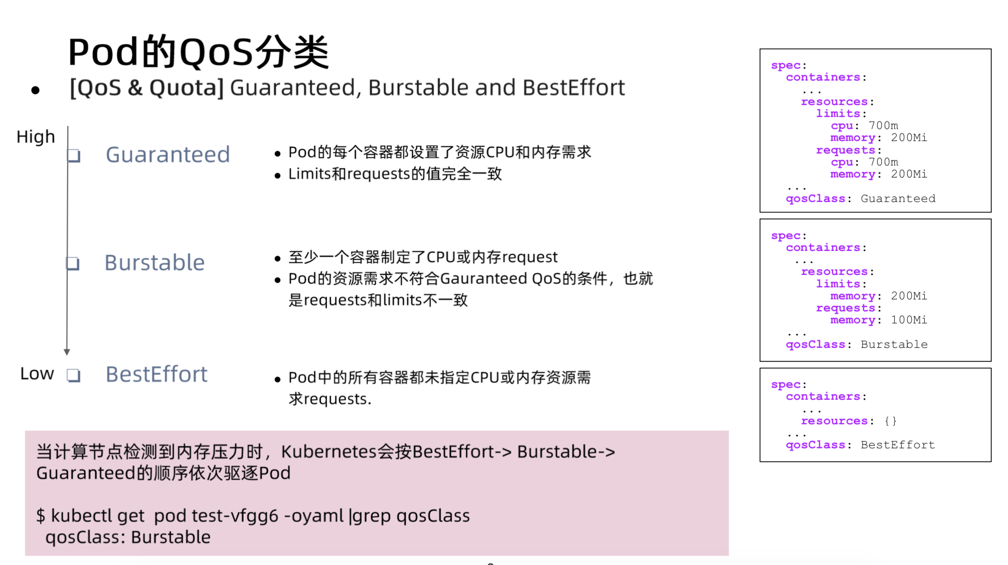 Pod的QoS分类
● [QoS & Quota] Guaranteed, Burstable and BestEffort
High
Guaranteed
● Pod的每个容器都设置了资源CPU和内存需求
● Limits和requests的值完全一致
Burstable
● 至少一个容器制定了CPU或内存request
● Pod的资源需求不符合Gauranteed QoS的条件，也就
是requests和limits不一致
Low
BestEffort
● Pod中的所有容器都未指定CPU或内存资源需
求requests.
当计算节点检测到内存压力时，Kubernetes会按BestEffort-> Burstable->
Guaranteed的顺序依次驱逐Pod
$ kubectl get pod test-vfgg6 -oyaml |grep qosClass
qosClass: Burstable
spec:
containers:
...
resources:
limits:
cpu: 700m
memory: 200Mi
requests:
cpu: 700m
memory: 200Mi
...
qosClass: Guaranteed
spec:
containers:
...
resources:
limits:
memory: 200Mi
requests:
memory: 100Mi
...
qosClass: Burstable
spec:
containers:
...
resources: {}
...
qosClass: BestEffort